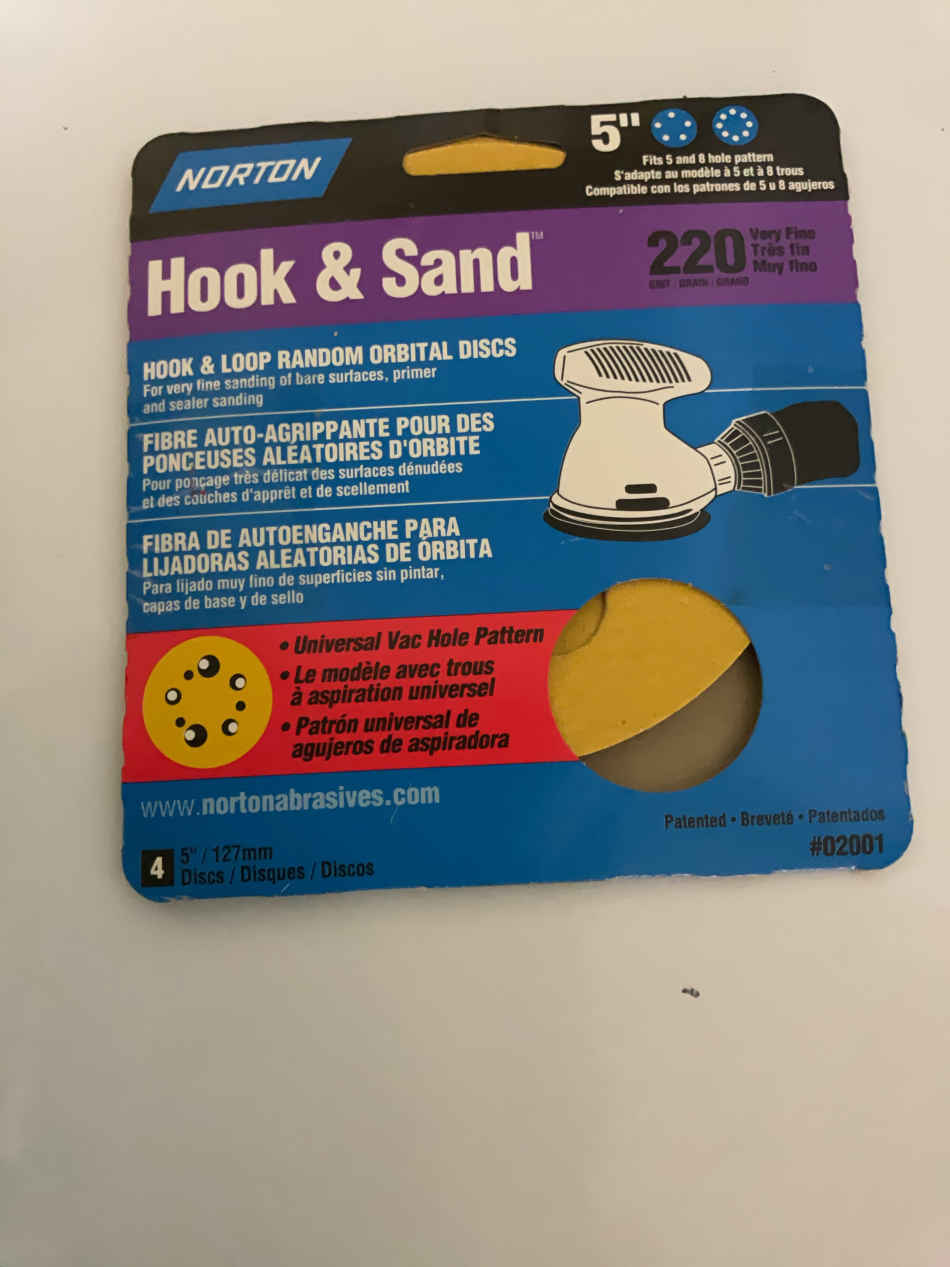 NORTON
5"
Fits 5 and 8 hole pattern
S'adapte au modèle à 5 et à 8 trous
Compatible con los patrones de 5 u 8 agujeros
Hook & Sand™
220
Very Fine
Très fin
Muy fino
GRIT / GRAIN / GRANO
HOOK & LOOP RANDOM ORBITAL DISCS
For very fine sanding of bare surfaces, primer
and sealer sanding
FIBRE AUTO-AGRIPPANTE POUR DES
PONCEUSES ALEATOIRES D'ORBITE
Pour ponçage très délicat des surfaces dénudées
et des couches d'apprêt et de scellement
FIBRA DE AUTOENGANCHE PARA
LIJADORAS ALEATORIAS DE ÓRBITA
Para lijado muy fino de superficies sin pintar,
capas de base y de sello
• Universal Vac Hole Pattern
• Le modèle avec trous
à aspiration universel
• Patrón universal de
agujeros de aspiradora
www.nortonabrasives.com
Patented • Breveté • Patentados
#02001
4
5" / 127mm
Discs / Disques / Discos